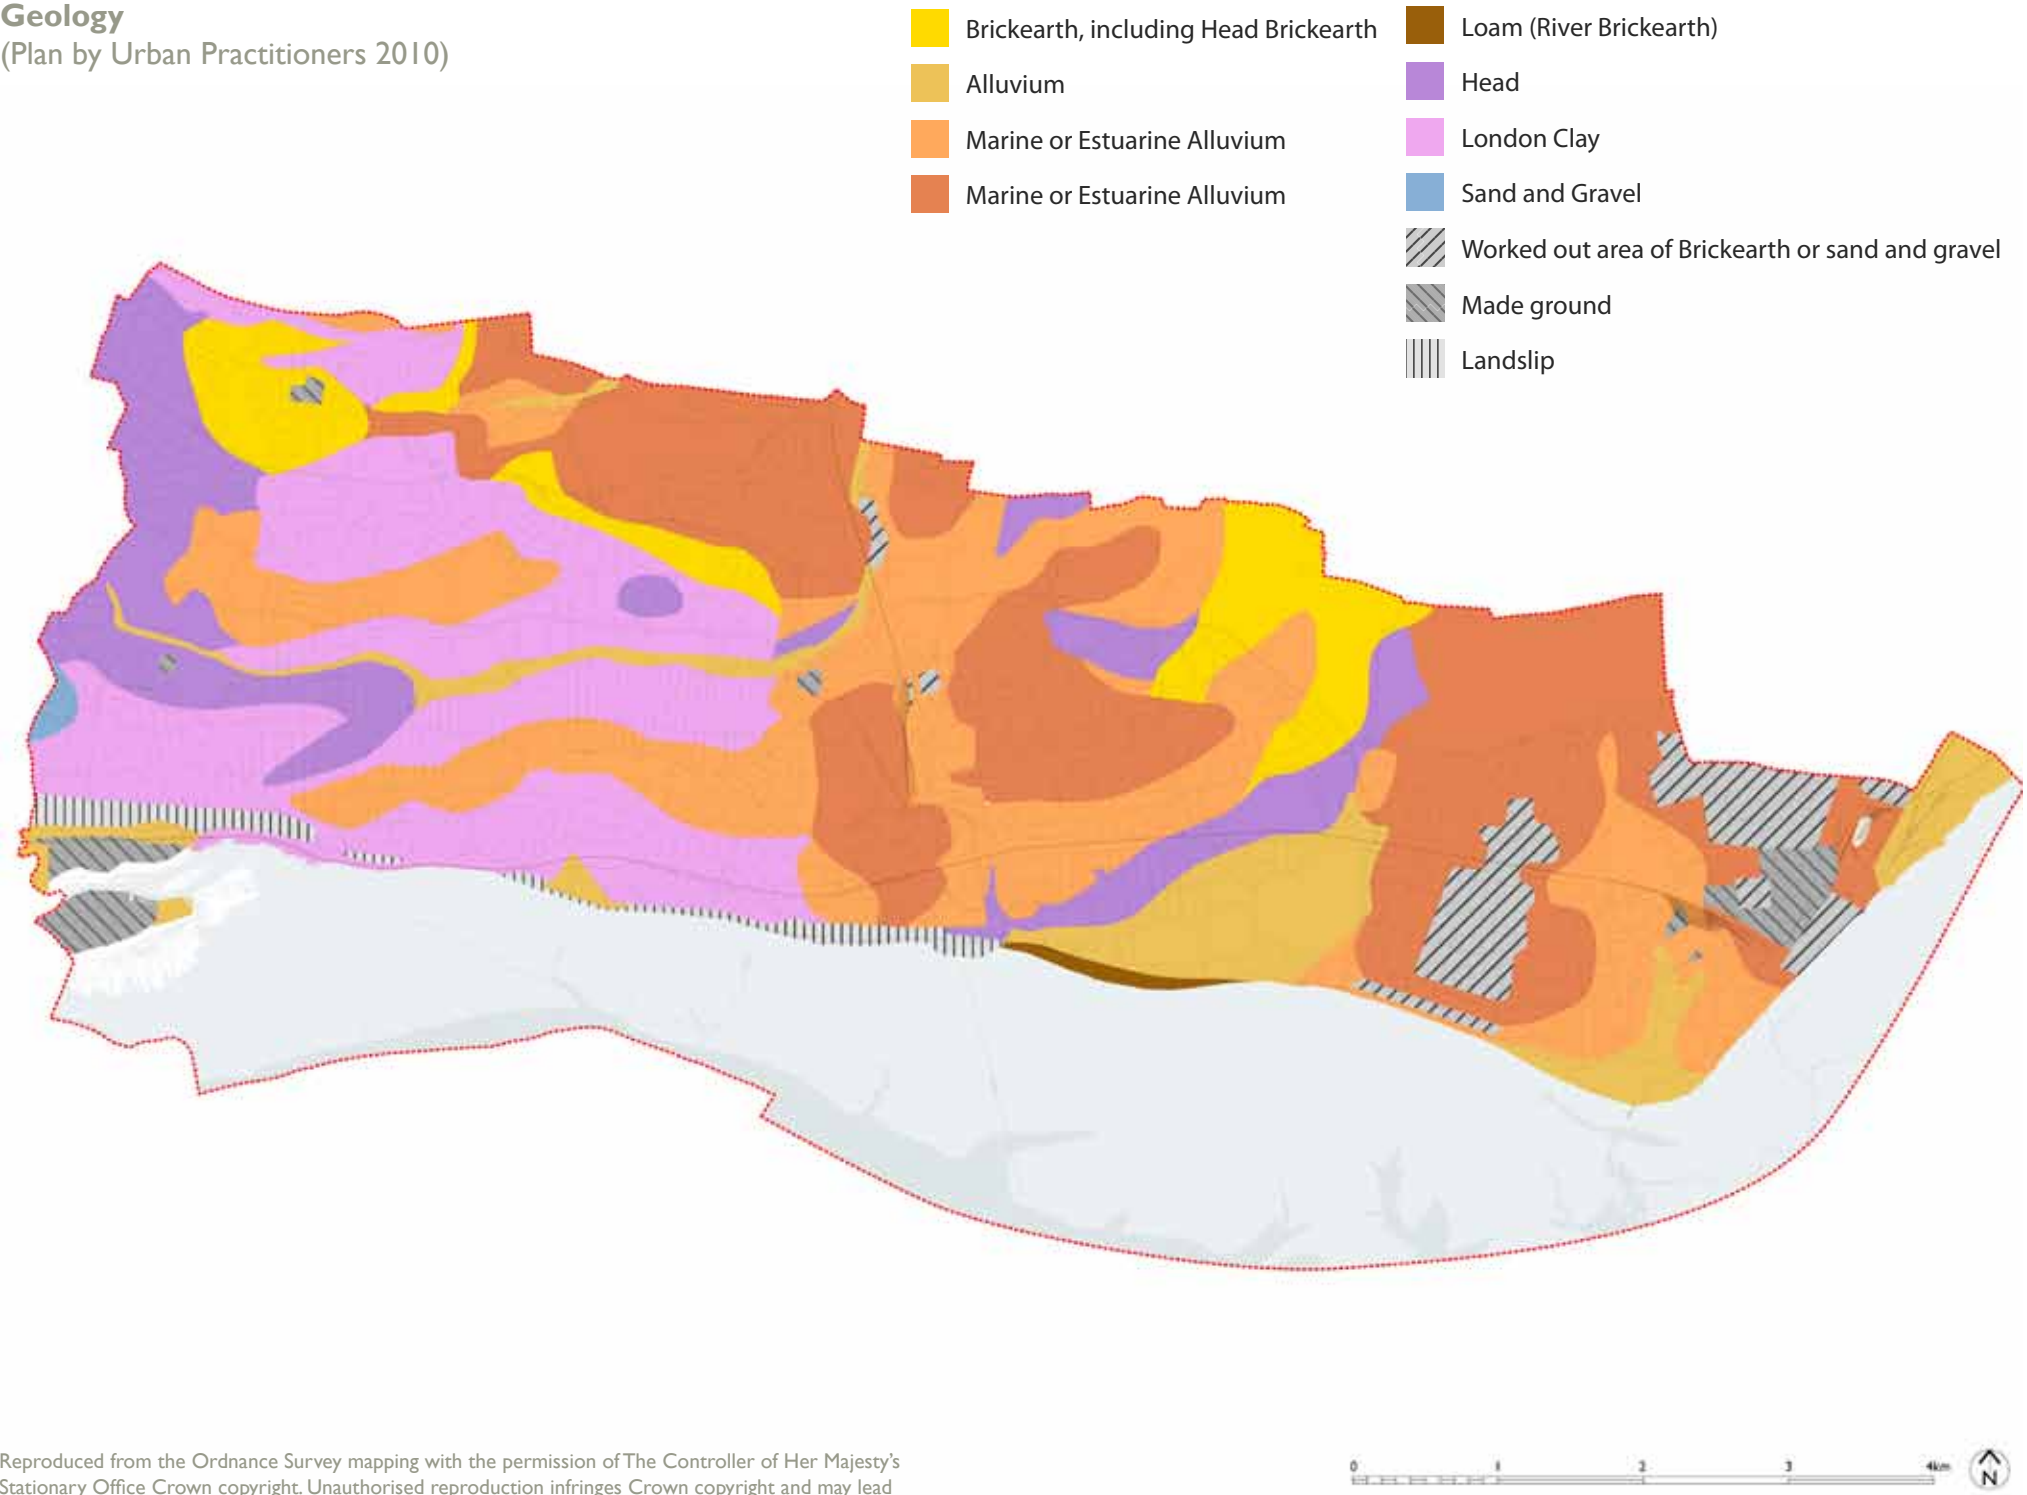 Geology
(Plan by Urban Practitioners 2010)
Brickearth, including Head Brickearth
Alluvium
Marine or Estuarine Alluvium
Marine or Estuarine Alluvium
Loam (River Brickearth)
Head
London Clay
Sand and Gravel
Worked out area of Brickearth or sand and gravel
Made ground
Landslip
Reproduced from the Ordnance Survey mapping with the permission of The Controller of Her Majesty's
Stationary Office Crown copyright. Unauthorised reproduction infringes Crown copyright and may lead
0 1 2 3 4km
N